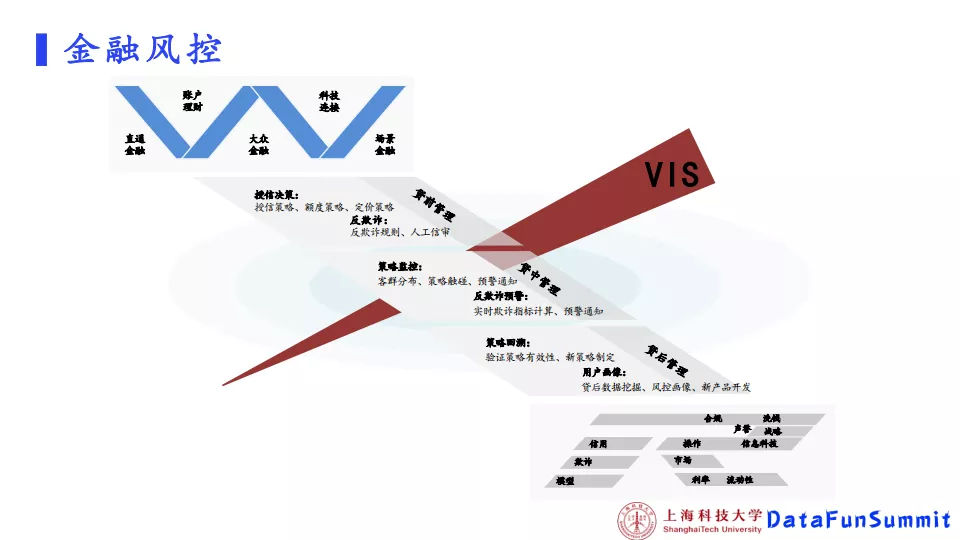 金融风控
账户
理财
科技
连接
直通
金融
大众
金融
场景
金融
VIS
贷前管理
授信决策：
授信策略、额度策略、定价策略
反欺诈：
反欺诈规则、人工信审
贷中管理
策略监控：
客群分布、策略触碰、预警通知
反欺诈预警：
实时欺诈指标计算、预警通知
贷后管理
策略回溯：
验证策略有效性、新策略制定
用户画像：
贷后数据挖掘、风控画像、新产品开发
合规 洗钱
声誉 战略
信用 操作 信息科技
欺诈 市场
模型 利率 流动性
上海科技大学
ShanghaiTech University
DataFunSummit